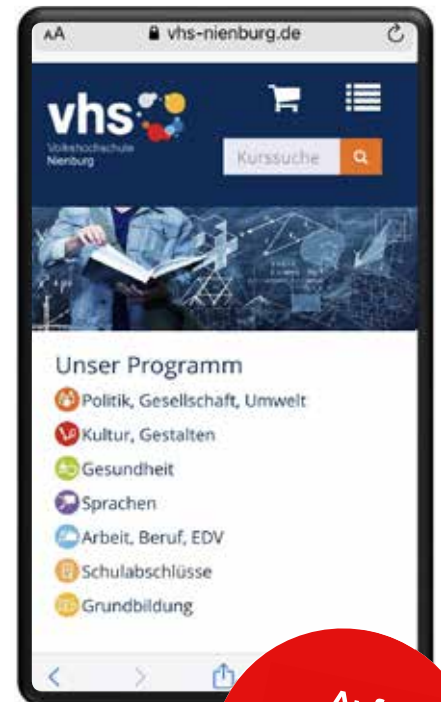 AA vhs-nienburg.de
vhs
Volkshochschule
Nienburg
Kurssuche
Unser Programm
Politik, Gesellschaft, Umwelt
Kultur, Gestalten
Gesundheit
Sprachen
Arbeit, Beruf, EDV
Schulabschlüsse
Grundbildung